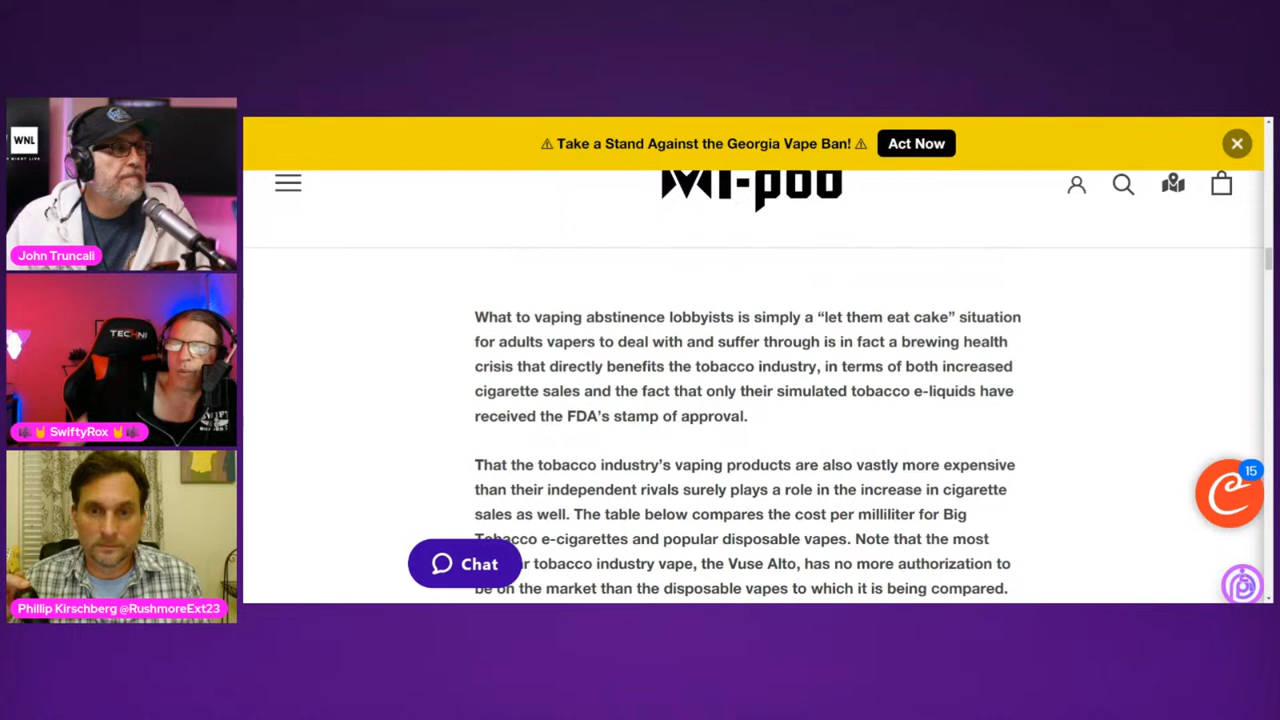 ⚠ Take a Stand Against the Georgia Vape Ban! ⚠ Act Now
Mi-pod
WNL
NIGHT LIVE
John Truncali
TECHNI
SwiftyRox
Phillip Kirschberg @RushmoreExt23
What to vaping abstinence lobbyists is simply a “let them eat cake” situation
for adults vapers to deal with and suffer through is in fact a brewing health
crisis that directly benefits the tobacco industry, in terms of both increased
cigarette sales and the fact that only their simulated tobacco e-liquids have
received the FDA’s stamp of approval.
That the tobacco industry’s vaping products are also vastly more expensive
than their independent rivals surely plays a role in the increase in cigarette
sales as well. The table below compares the cost per milliliter for Big
Tobacco e-cigarettes and popular disposable vapes. Note that the most
r tobacco industry vape, the Vuse Alto, has no more authorization to
be on the market than the disposable vapes to which it is being compared.
Chat
15